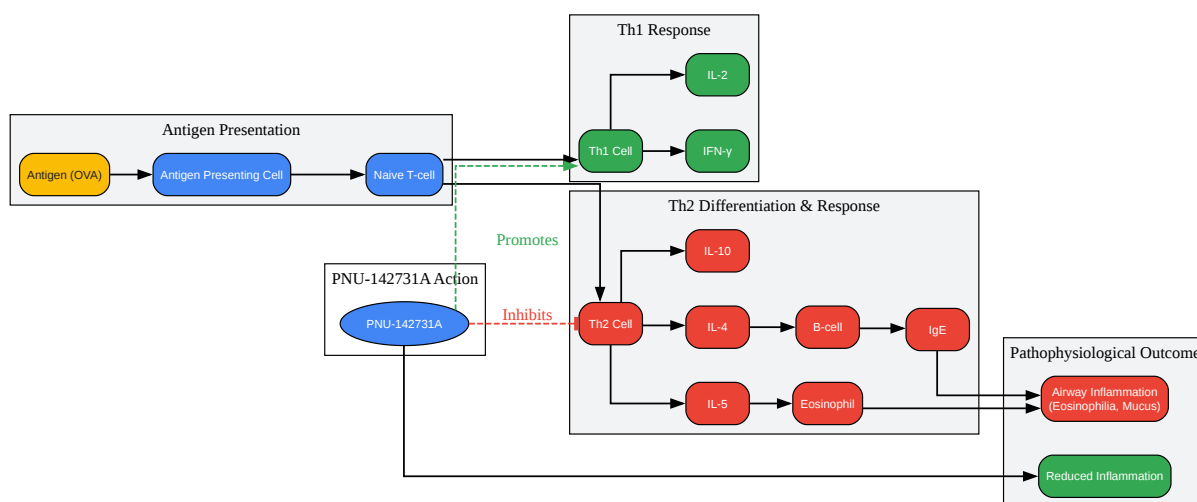 Th1 Response
IL-2
Th1 Cell
IFN-γ
Antigen Presentation
Antigen (OVA)
Antigen Presenting Cell
Naive T-cell
Promotes
Th2 Differentiation & Response
IL-10
PNU-142731A Action
PNU-142731A
Inhibits
Th2 Cell
IL-4
B-cell
IgE
IL-5
Eosinophil
Pathophysiological Outcome
Airway Inflammation
(Eosinophilia, Mucus)
Reduced Inflammation